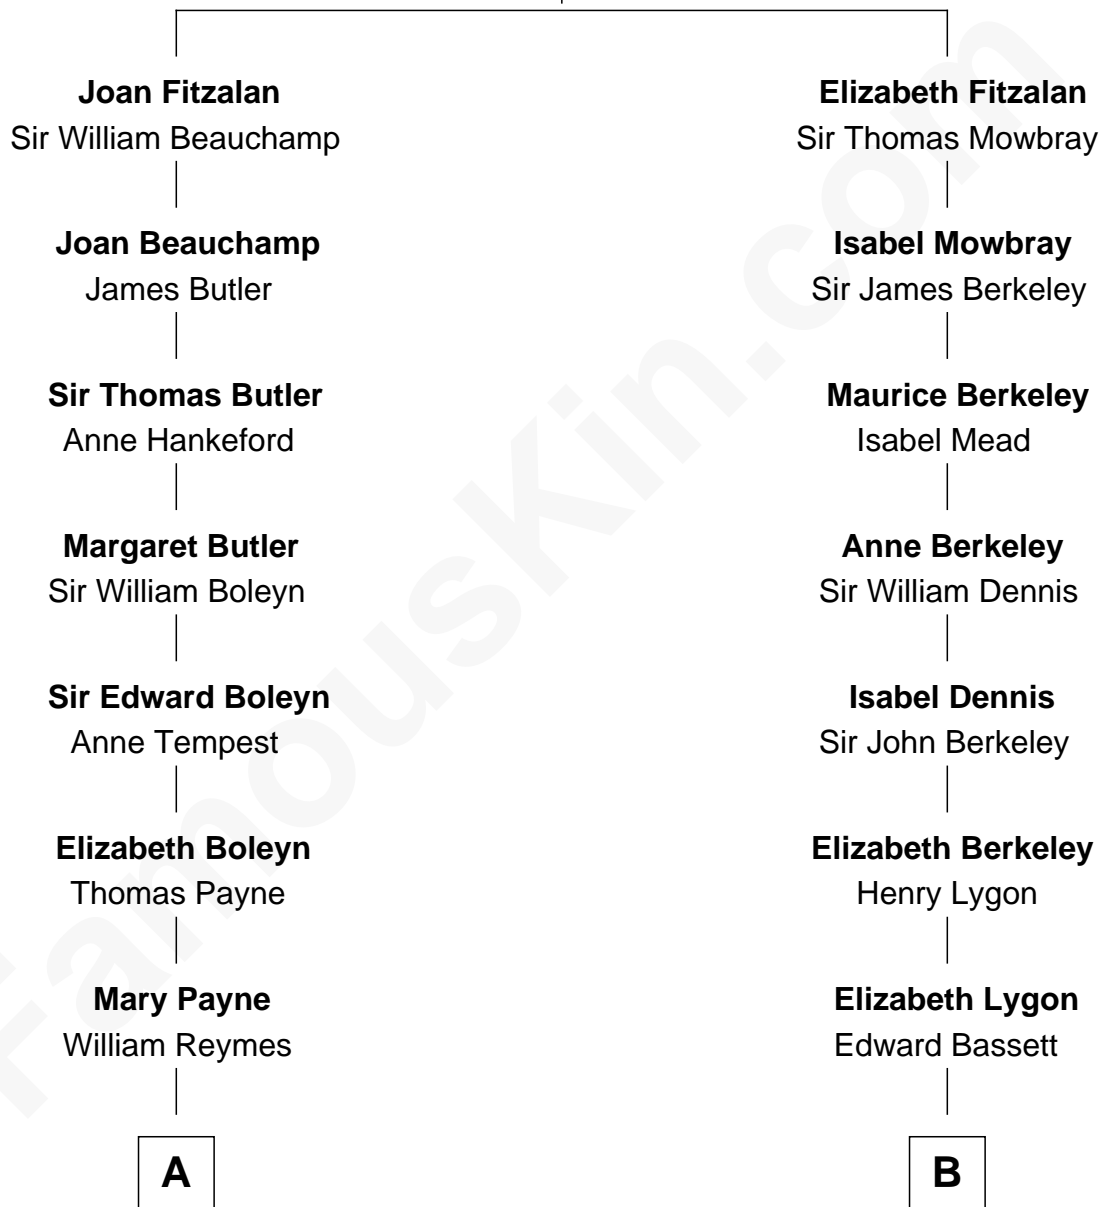 Joan Fitzalan
Sir William Beauchamp
Joan Beauchamp
James Butler
Sir Thomas Butler
Anne Hankeford
Margaret Butler
Sir William Boleyn
Sir Edward Boleyn
Anne Tempest
Elizabeth Boleyn
Thomas Payne
Mary Payne
William Reymes
A
Elizabeth Fitzalan
Sir Thomas Mowbray
Isabel Mowbray
Sir James Berkeley
Maurice Berkeley
Isabel Mead
Anne Berkeley
Sir William Dennis
Isabel Dennis
Sir John Berkeley
Elizabeth Berkeley
Henry Lygon
Elizabeth Lygon
Edward Bassett
B
FamousKin.com